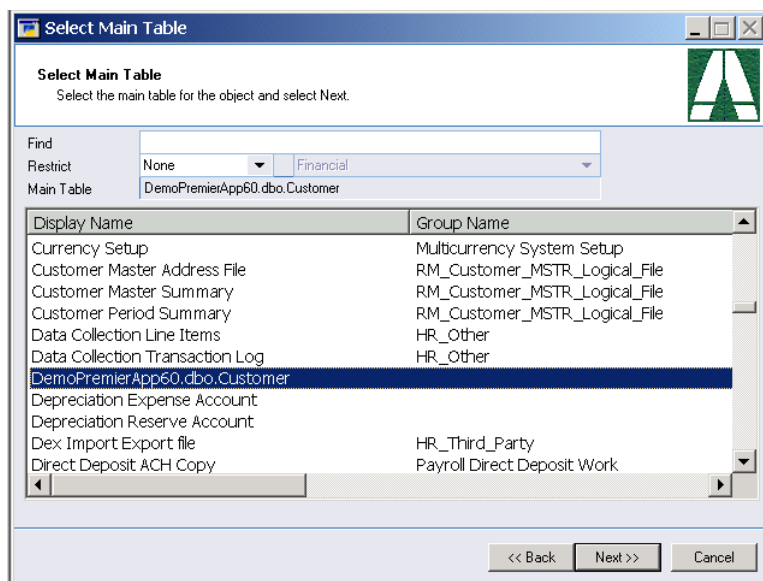 Select Main Table
Select Main Table
Select the main table for the object and select Next.
Find
Restrict None Financial
Main Table DemoPremierApp60.dbo.Customer
Display Name Group Name
Currency Setup Multicurrency System Setup
Customer Master Address File RM_Customer_MSTR_Logical_File
Customer Master Summary RM_Customer_MSTR_Logical_File
Customer Period Summary RM_Customer_MSTR_Logical_File
Data Collection Line Items HR_Other
Data Collection Transaction Log HR_Other
DemoPremierApp60.dbo.Customer
Depreciation Expense Account
Depreciation Reserve Account
Dex Import Export file HR_Third_Party
Direct Deposit ACH Copy Payroll Direct Deposit Work
<< Back Next >> Cancel